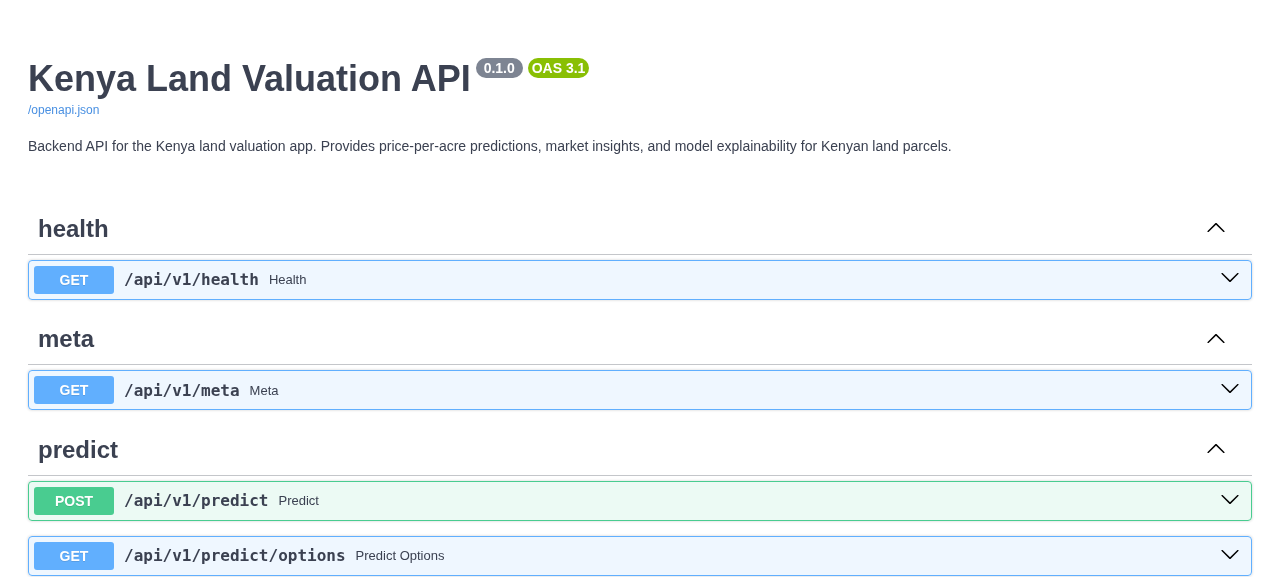 Kenya Land Valuation API 0.1.0 OAS 3.1
/openapi.json
Backend API for the Kenya land valuation app. Provides price-per-acre predictions, market insights, and model explainability for Kenyan land parcels.
health
GET /api/v1/health Health
meta
GET /api/v1/meta Meta
predict
POST /api/v1/predict Predict
GET /api/v1/predict/options Predict Options